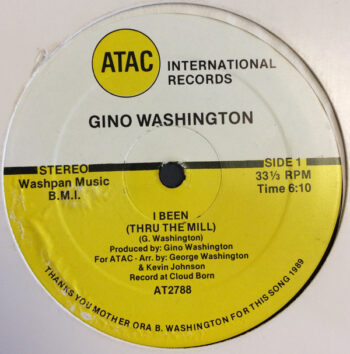 ATAC
INTERNATIONAL
RECORDS
GINO WASHINGTON
STEREO
Washpan Music
B.M.I.
SIDE 1
33⅓ RPM
Time 6:10
I BEEN
(THRU THE MILL)
(G. Washington)
Produced by: Gino Washington
For ATAC - Arr. by: George Washington
& Kevin Johnson
Record at Cloud Born
AT2788
THANKS YOU MOTHER ORA B. WASHINGTON FOR THIS SONG 1989